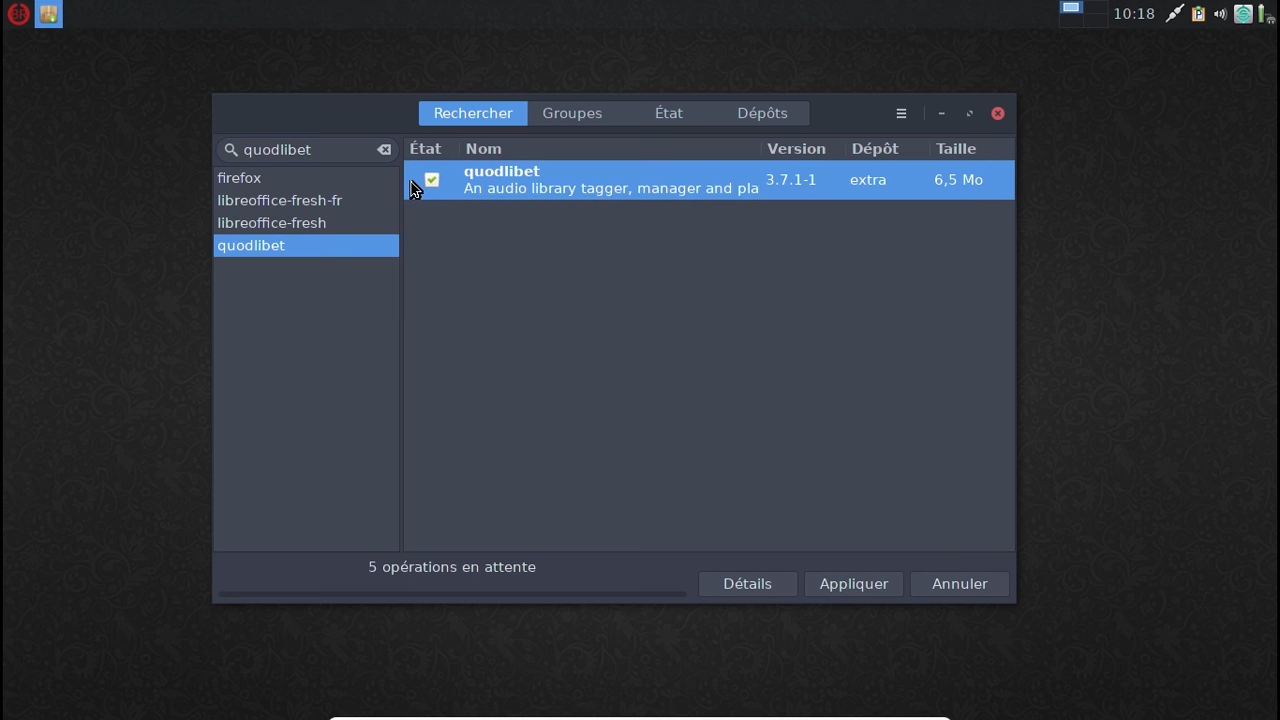 10:18
Rechercher Groupes État Dépôts
quodlibet
État Nom Version Dépôt Taille
firefox
libreoffice-fresh-fr
libreoffice-fresh
quodlibet
quodlibet
An audio library tagger, manager and pla
3.7.1-1 extra 6,5 Mo
5 opérations en attente
Détails Appliquer Annuler